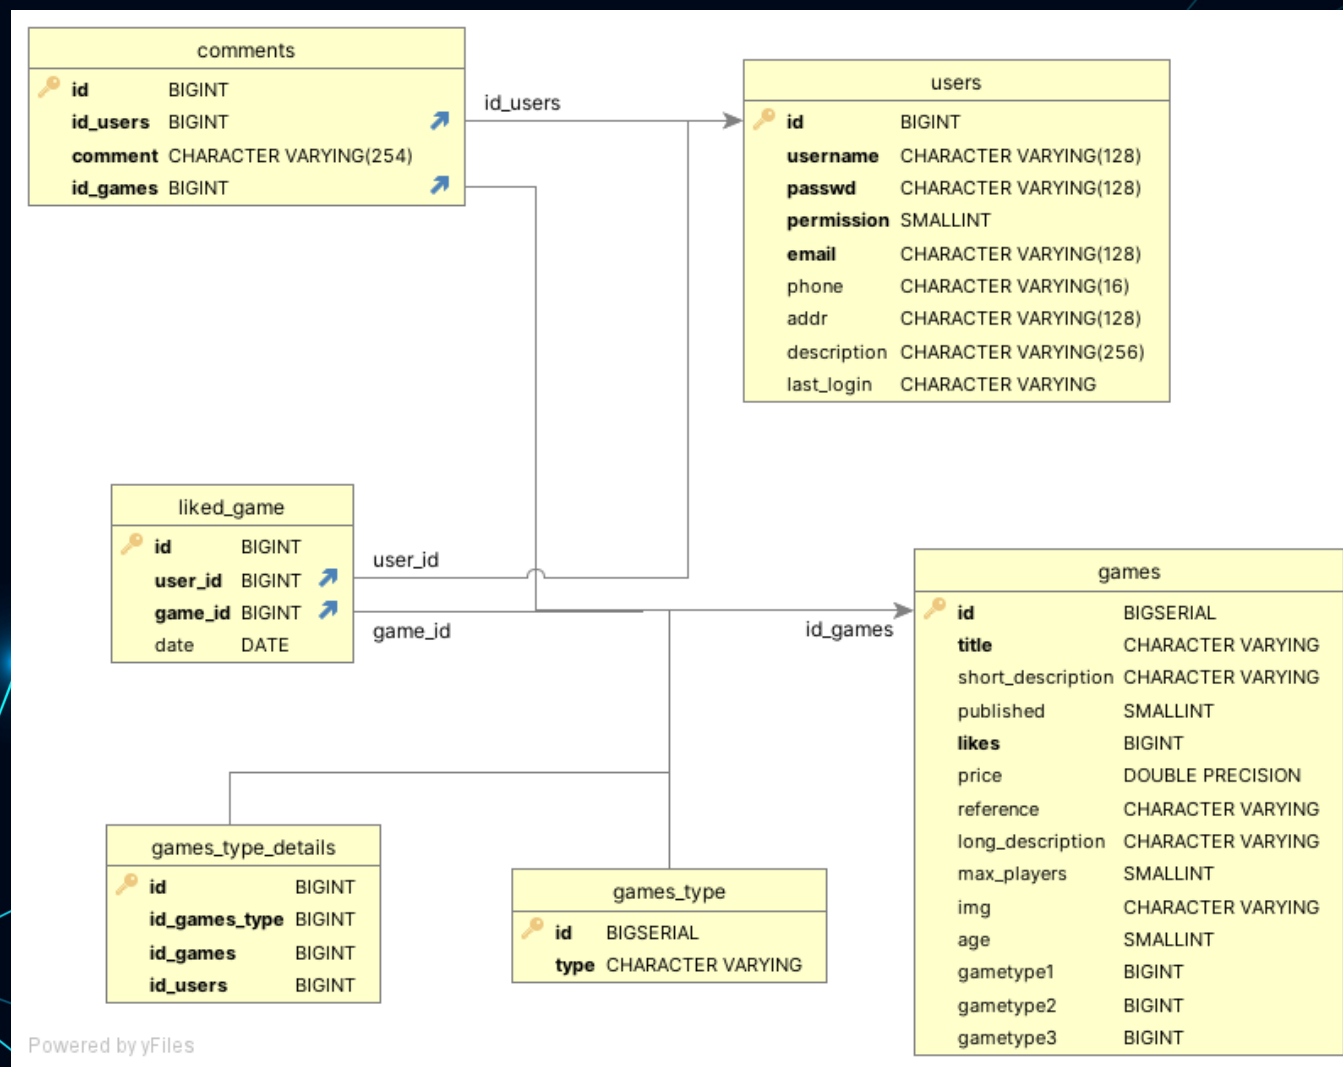 comments
id BIGINT
id_users BIGINT
comment CHARACTER VARYING(254)
id_games BIGINT
id_users
users
id BIGINT
username CHARACTER VARYING(128)
passwd CHARACTER VARYING(128)
permission SMALLINT
email CHARACTER VARYING(128)
phone CHARACTER VARYING(16)
addr CHARACTER VARYING(128)
description CHARACTER VARYING(256)
last_login CHARACTER VARYING
liked_game
id BIGINT
user_id BIGINT
game_id BIGINT
date DATE
user_id
game_id
id_games
games
id BIGSERIAL
title CHARACTER VARYING
short_description CHARACTER VARYING
published SMALLINT
likes BIGINT
price DOUBLE PRECISION
reference CHARACTER VARYING
long_description CHARACTER VARYING
max_players SMALLINT
img CHARACTER VARYING
age SMALLINT
gametype1 BIGINT
gametype2 BIGINT
gametype3 BIGINT
games_type_details
id BIGINT
id_games_type BIGINT
id_games BIGINT
id_users BIGINT
games_type
id BIGSERIAL
type CHARACTER VARYING
Powered by yFiles